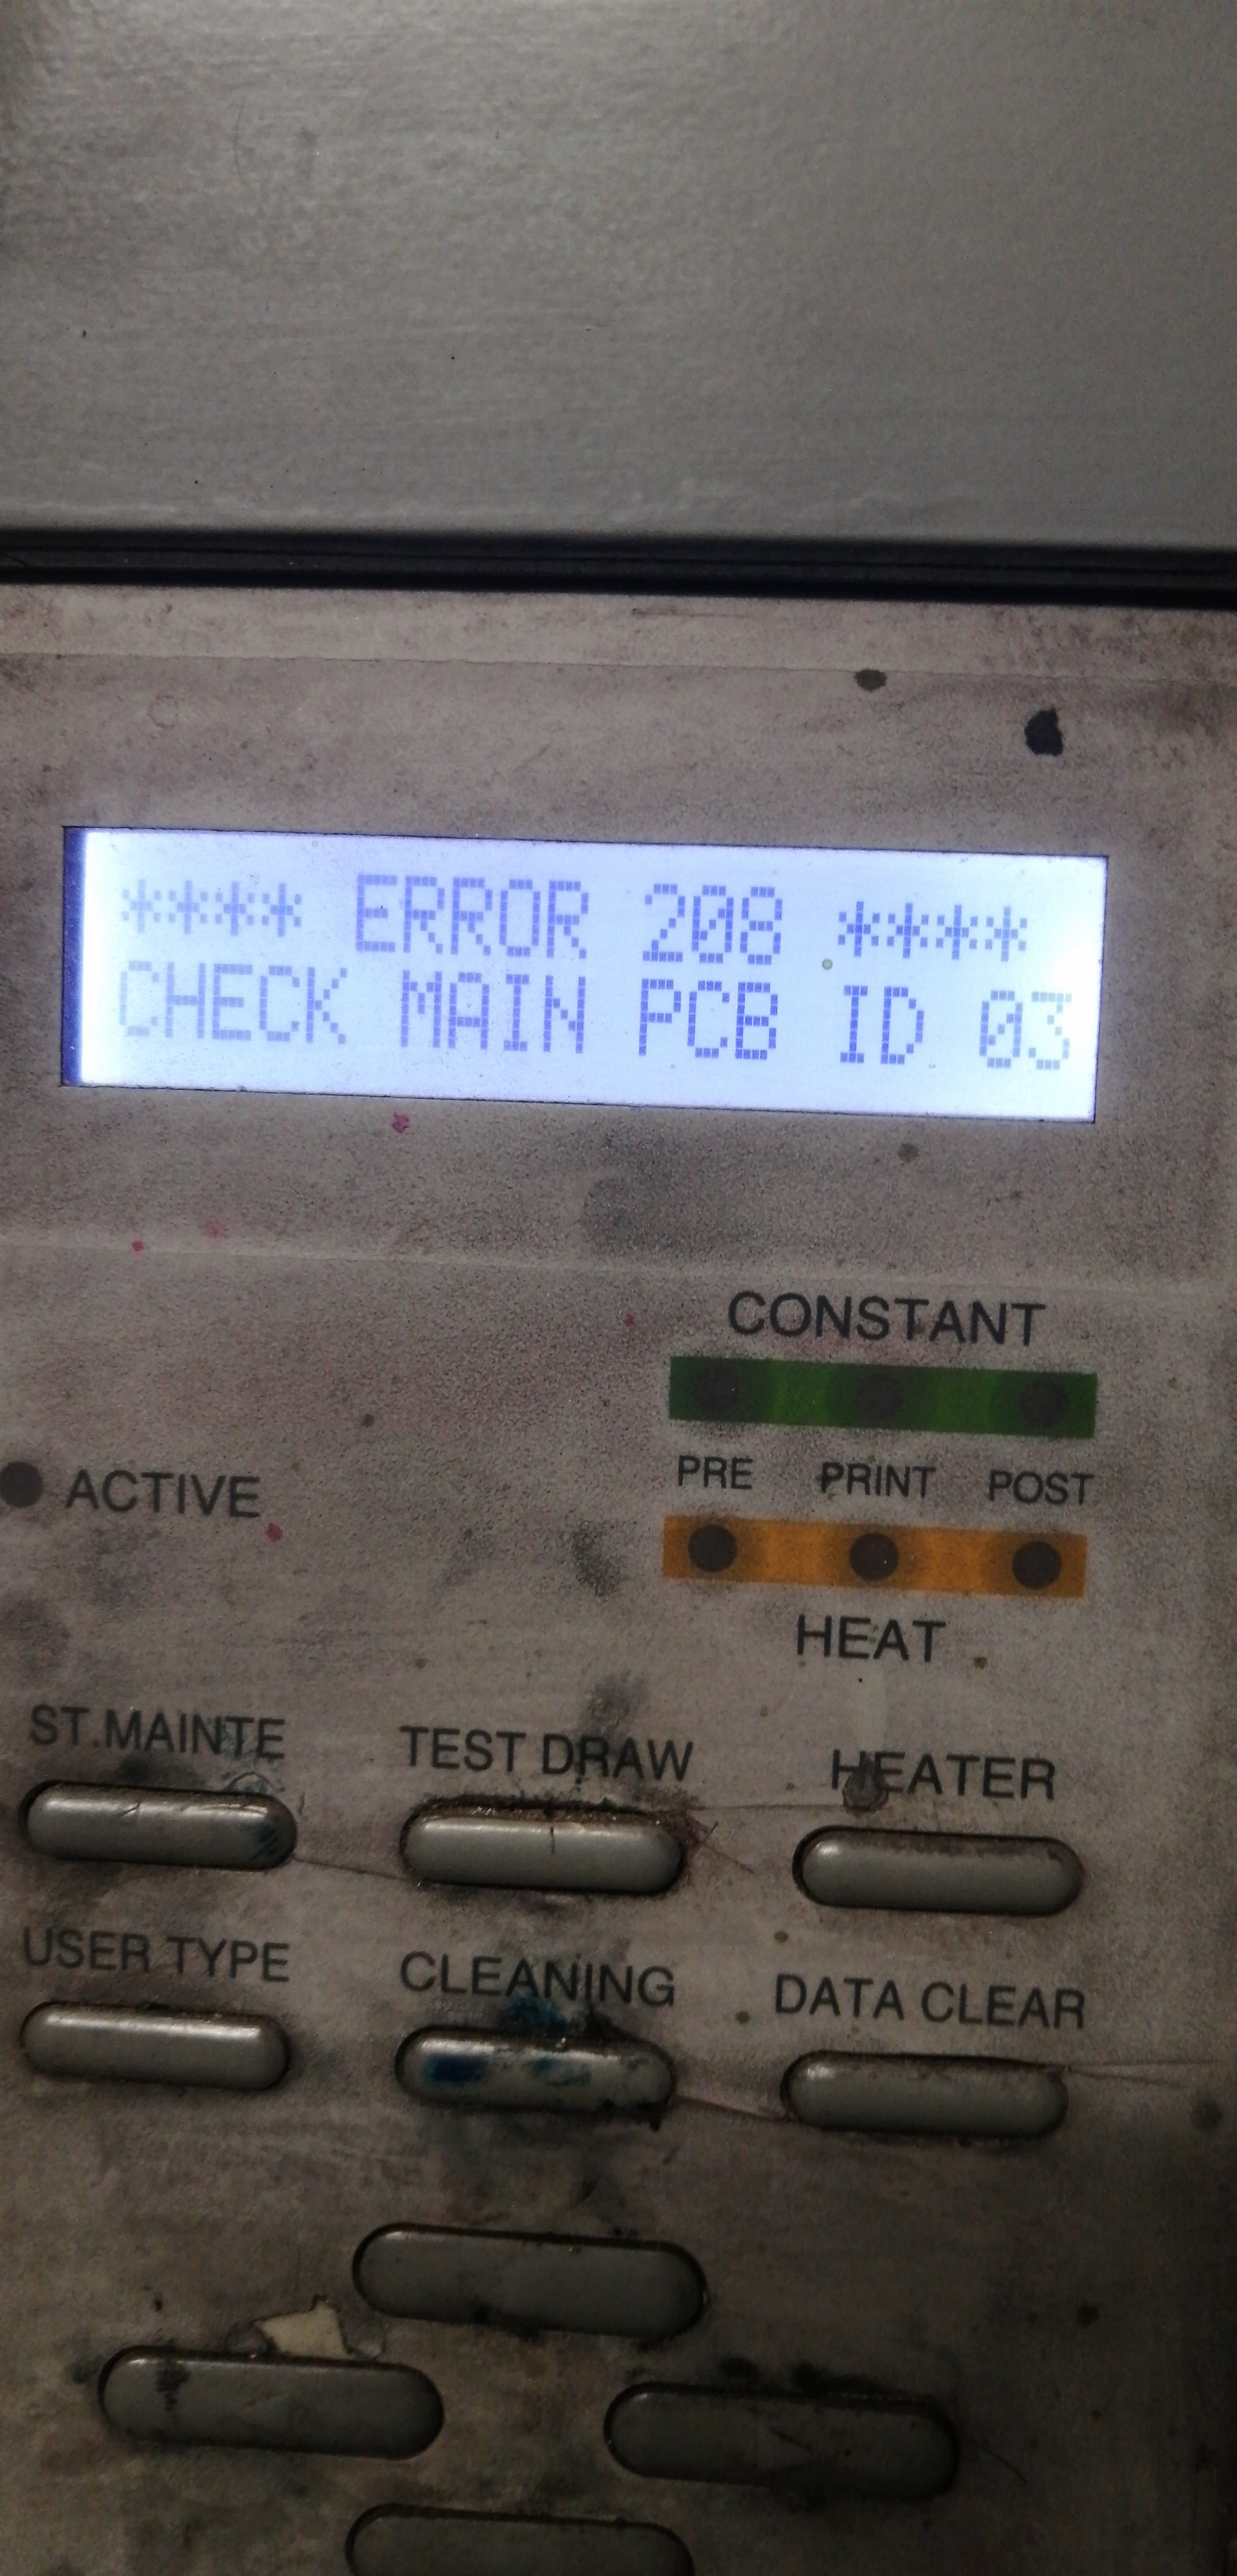 **** ERROR 208 ****
CHECK MAIN PCB ID 03
CONSTANT
PRE PRINT POST
ACTIVE
HEAT
ST.MAINTE TEST DRAW HEATER
USER TYPE CLEANING DATA CLEAR